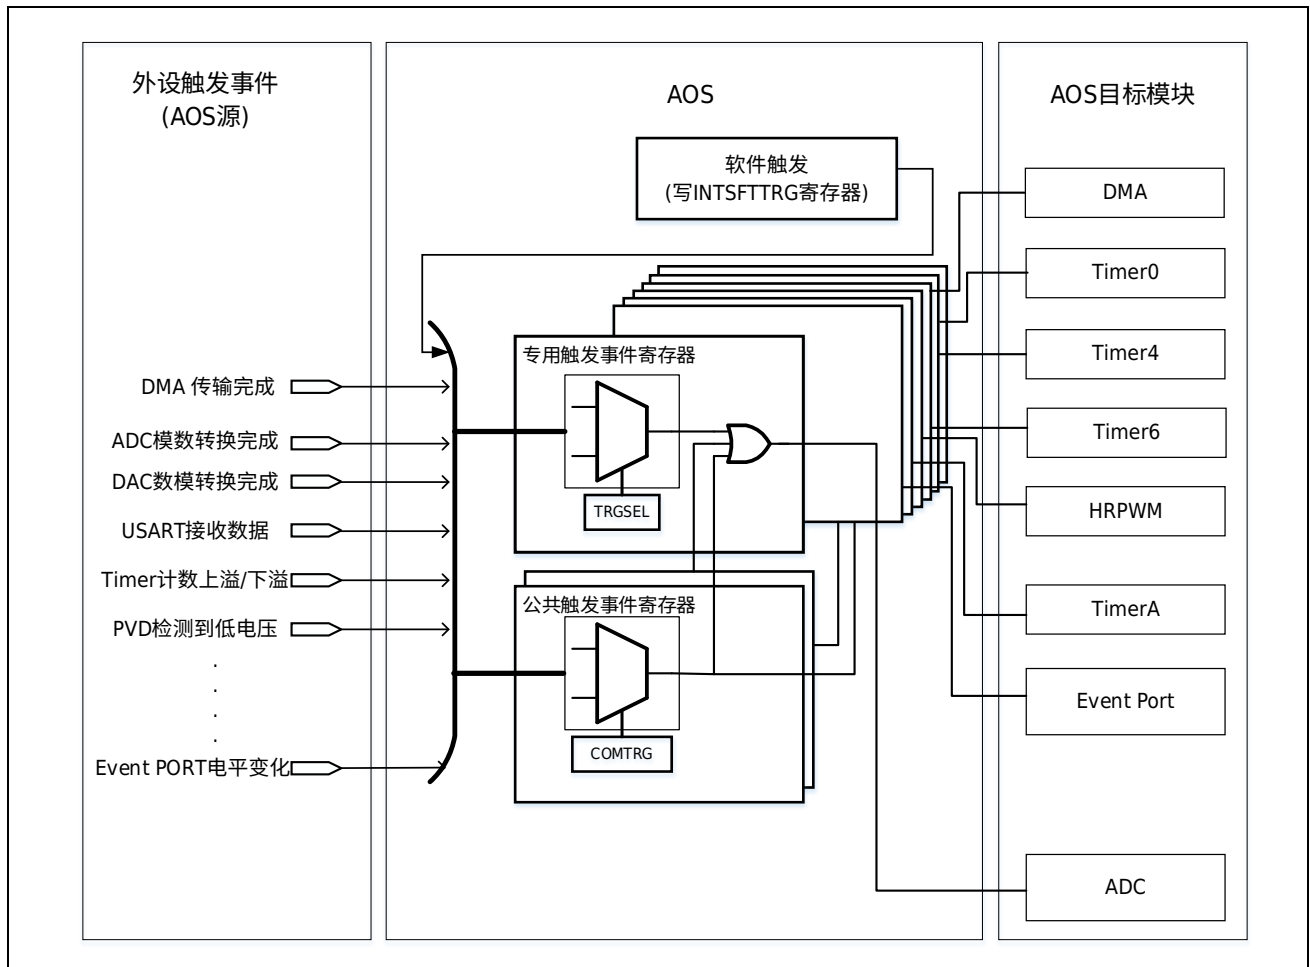 外设触发事件
(AOS源)
DMA 传输完成
ADC模数转换完成
DAC数模转换完成
USART接收数据
Timer计数上溢/下溢
PVD检测到低电压
.
.
.
.
Event PORT电平变化
AOS
软件触发
(写INTSFTTRG寄存器)
专用触发事件寄存器
TRGSEL
公共触发事件寄存器
COMTRG
AOS目标模块
DMA
Timer0
Timer4
Timer6
HRPWM
TimerA
Event Port
ADC